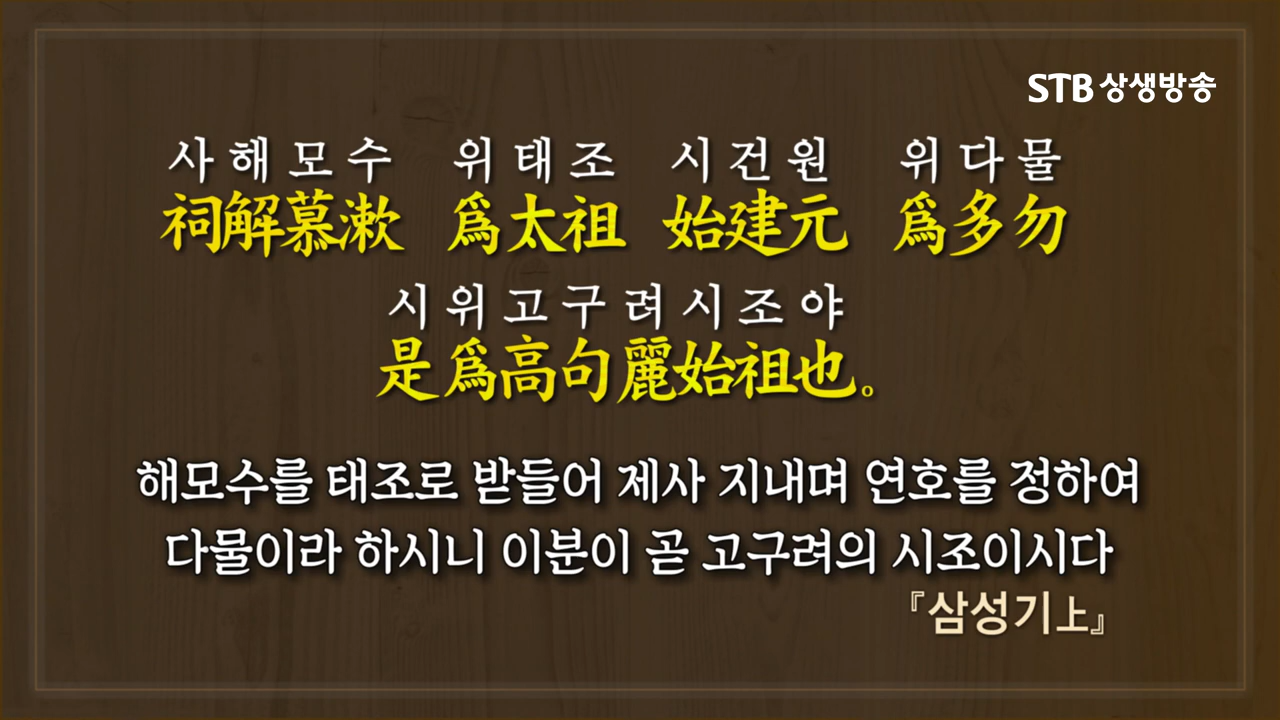 STB 상생방송
사해모수 위태조 시건원 위다물
祠解慕漱 爲太祖 始建元 爲多勿
시위고구려시조야
是爲高句麗始祖也。
해모수를 태조로 받들어 제사 지내며 연호를 정하여
다물이라 하시니 이분이 곧 고구려의 시조이시다
『삼성기上』